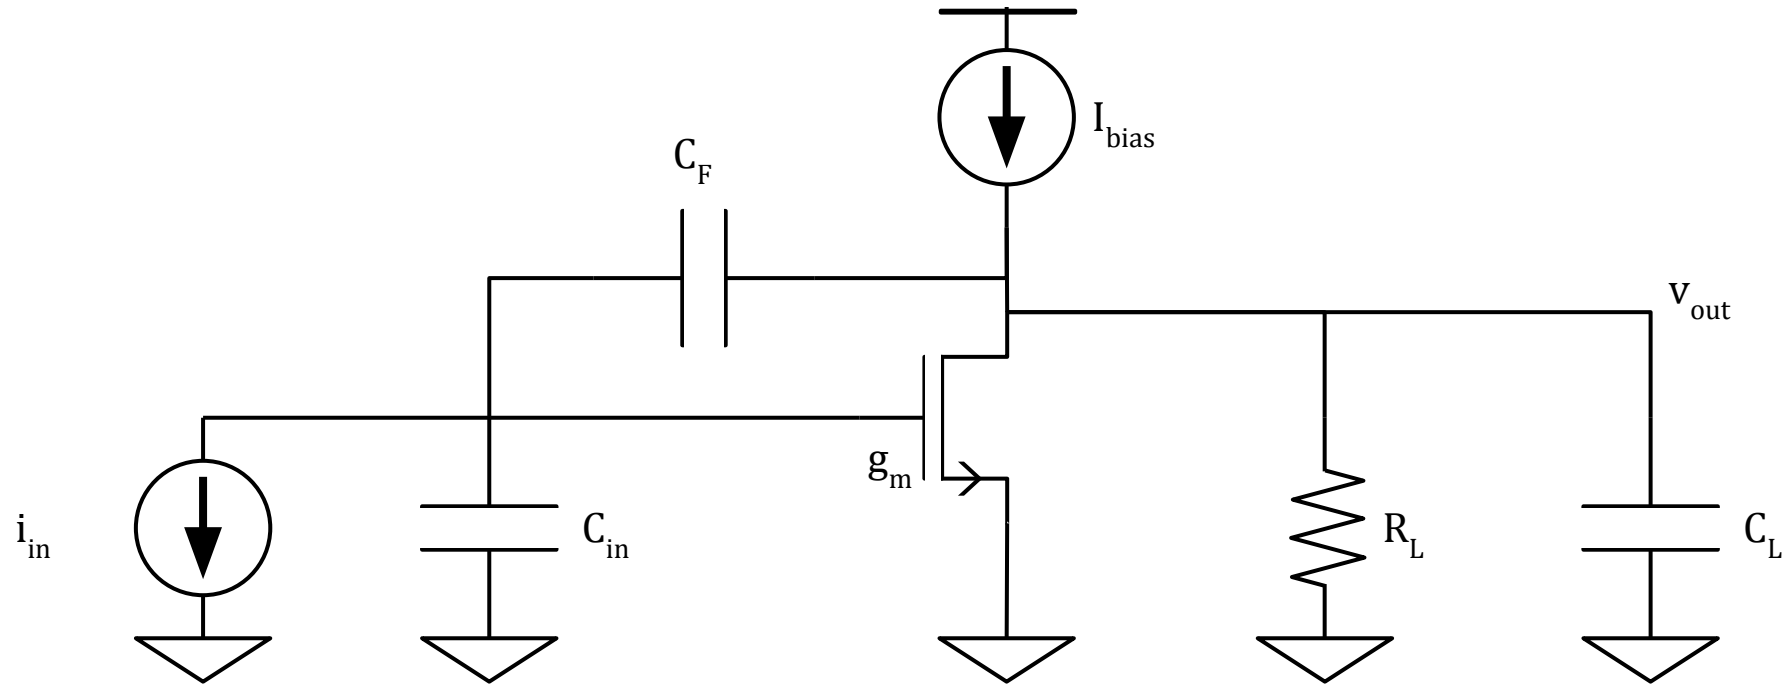 I_bias
C_F
v_out
g_m
i_in
C_in
R_L
C_L